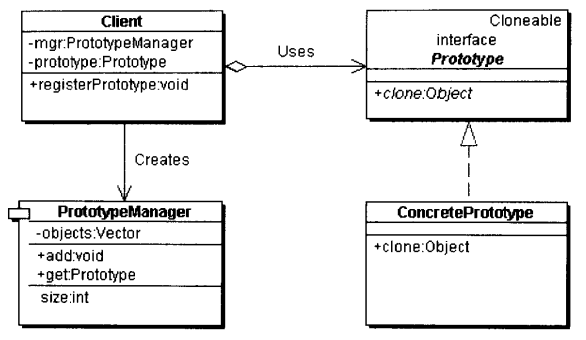 Client
-mgr:PrototypeManager
-prototype:Prototype
+registerPrototype:void
Uses
Cloneable
interface
Prototype
+clone:Object
Creates
PrototypeManager
-objects:Vector
+add:void
+get:Prototype
size:int
ConcretePrototype
+clone:Object